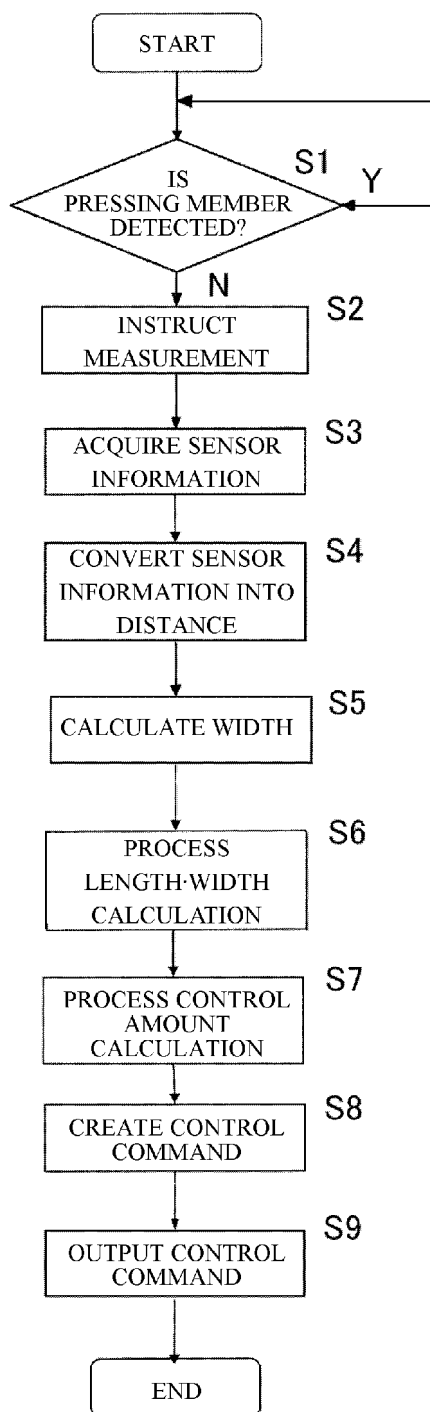 START
S1
IS
PRESSING MEMBER
DETECTED?
Y
N
S2
INSTRUCT
MEASUREMENT
S3
ACQUIRE SENSOR
INFORMATION
S4
CONVERT SENSOR
INFORMATION INTO
DISTANCE
S5
CALCULATE WIDTH
S6
PROCESS
LENGTH·WIDTH
CALCULATION
S7
PROCESS CONTROL
AMOUNT
CALCULATION
S8
CREATE CONTROL
COMMAND
S9
OUTPUT CONTROL
COMMAND
END